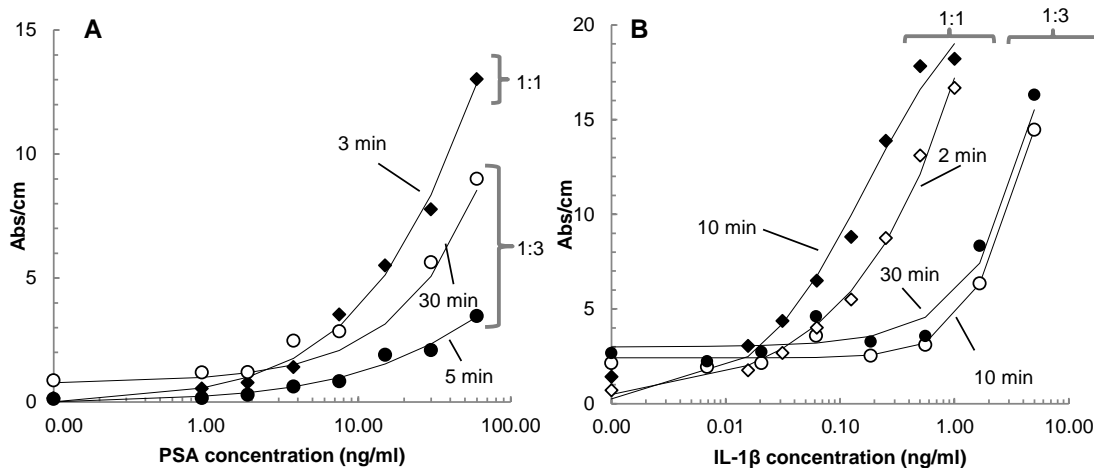 A
15
10
5
0
Abs/cm
3 min
30 min
5 min
1:1
1:3
0.00 1.00 10.00 100.00
PSA concentration (ng/ml)
B
20
15
10
5
0
Abs/cm
1:1
1:3
2 min
10 min
30 min
10 min
0.00 0.01 0.10 1.00 10.00
IL-1β concentration (ng/ml)